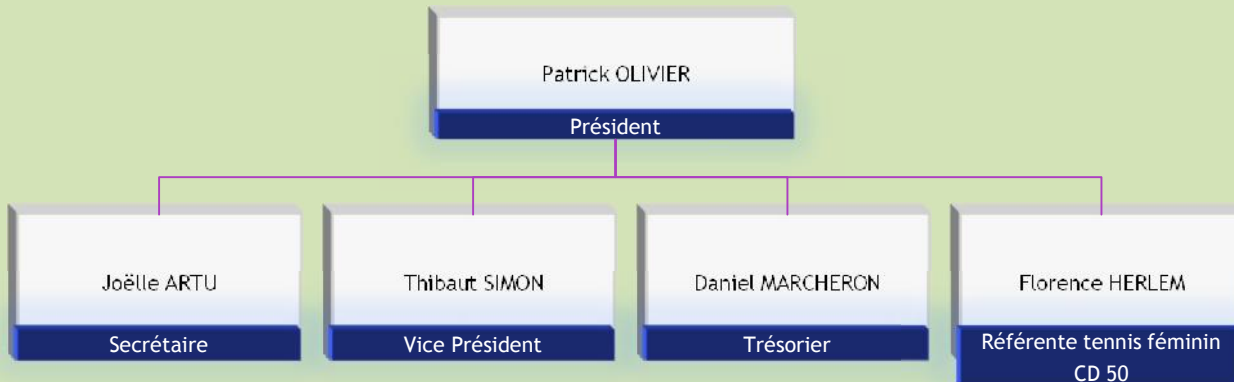 Patrick OLIVIER
Président
Joëlle ARTU
Secrétaire
Thibaut SIMON
Vice Président
Daniel MARCHERON
Trésorier
Florence HERLEM
Référente tennis féminin
CD 50